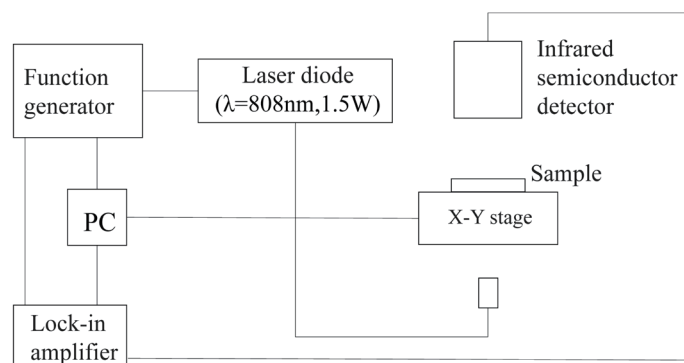 Function
generator
Laser diode
(λ=808nm,1.5W)
Infrared
semiconductor
detector
Sample
X-Y stage
PC
Lock-in
amplifier